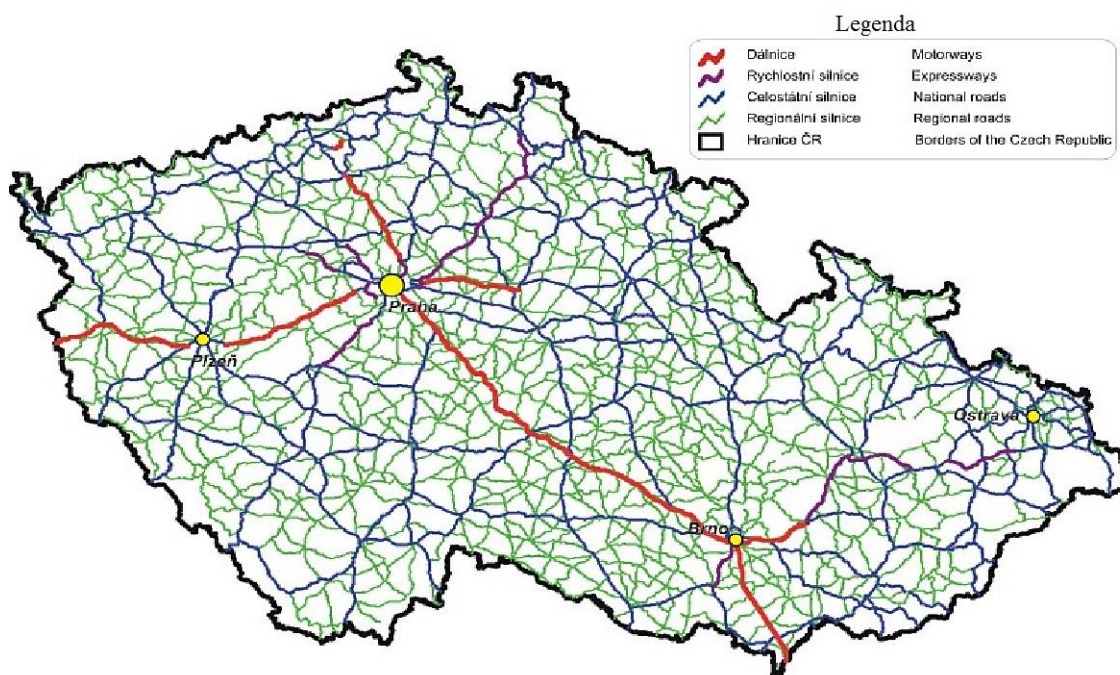 Legenda
Dálnice Motorways
Rychlostní silnice Expressways
Celostátní silnice National roads
Regionální silnice Regional roads
Hranice ČR Borders of the Czech Republic
Praha
Plzeň
Ostrava
Brno